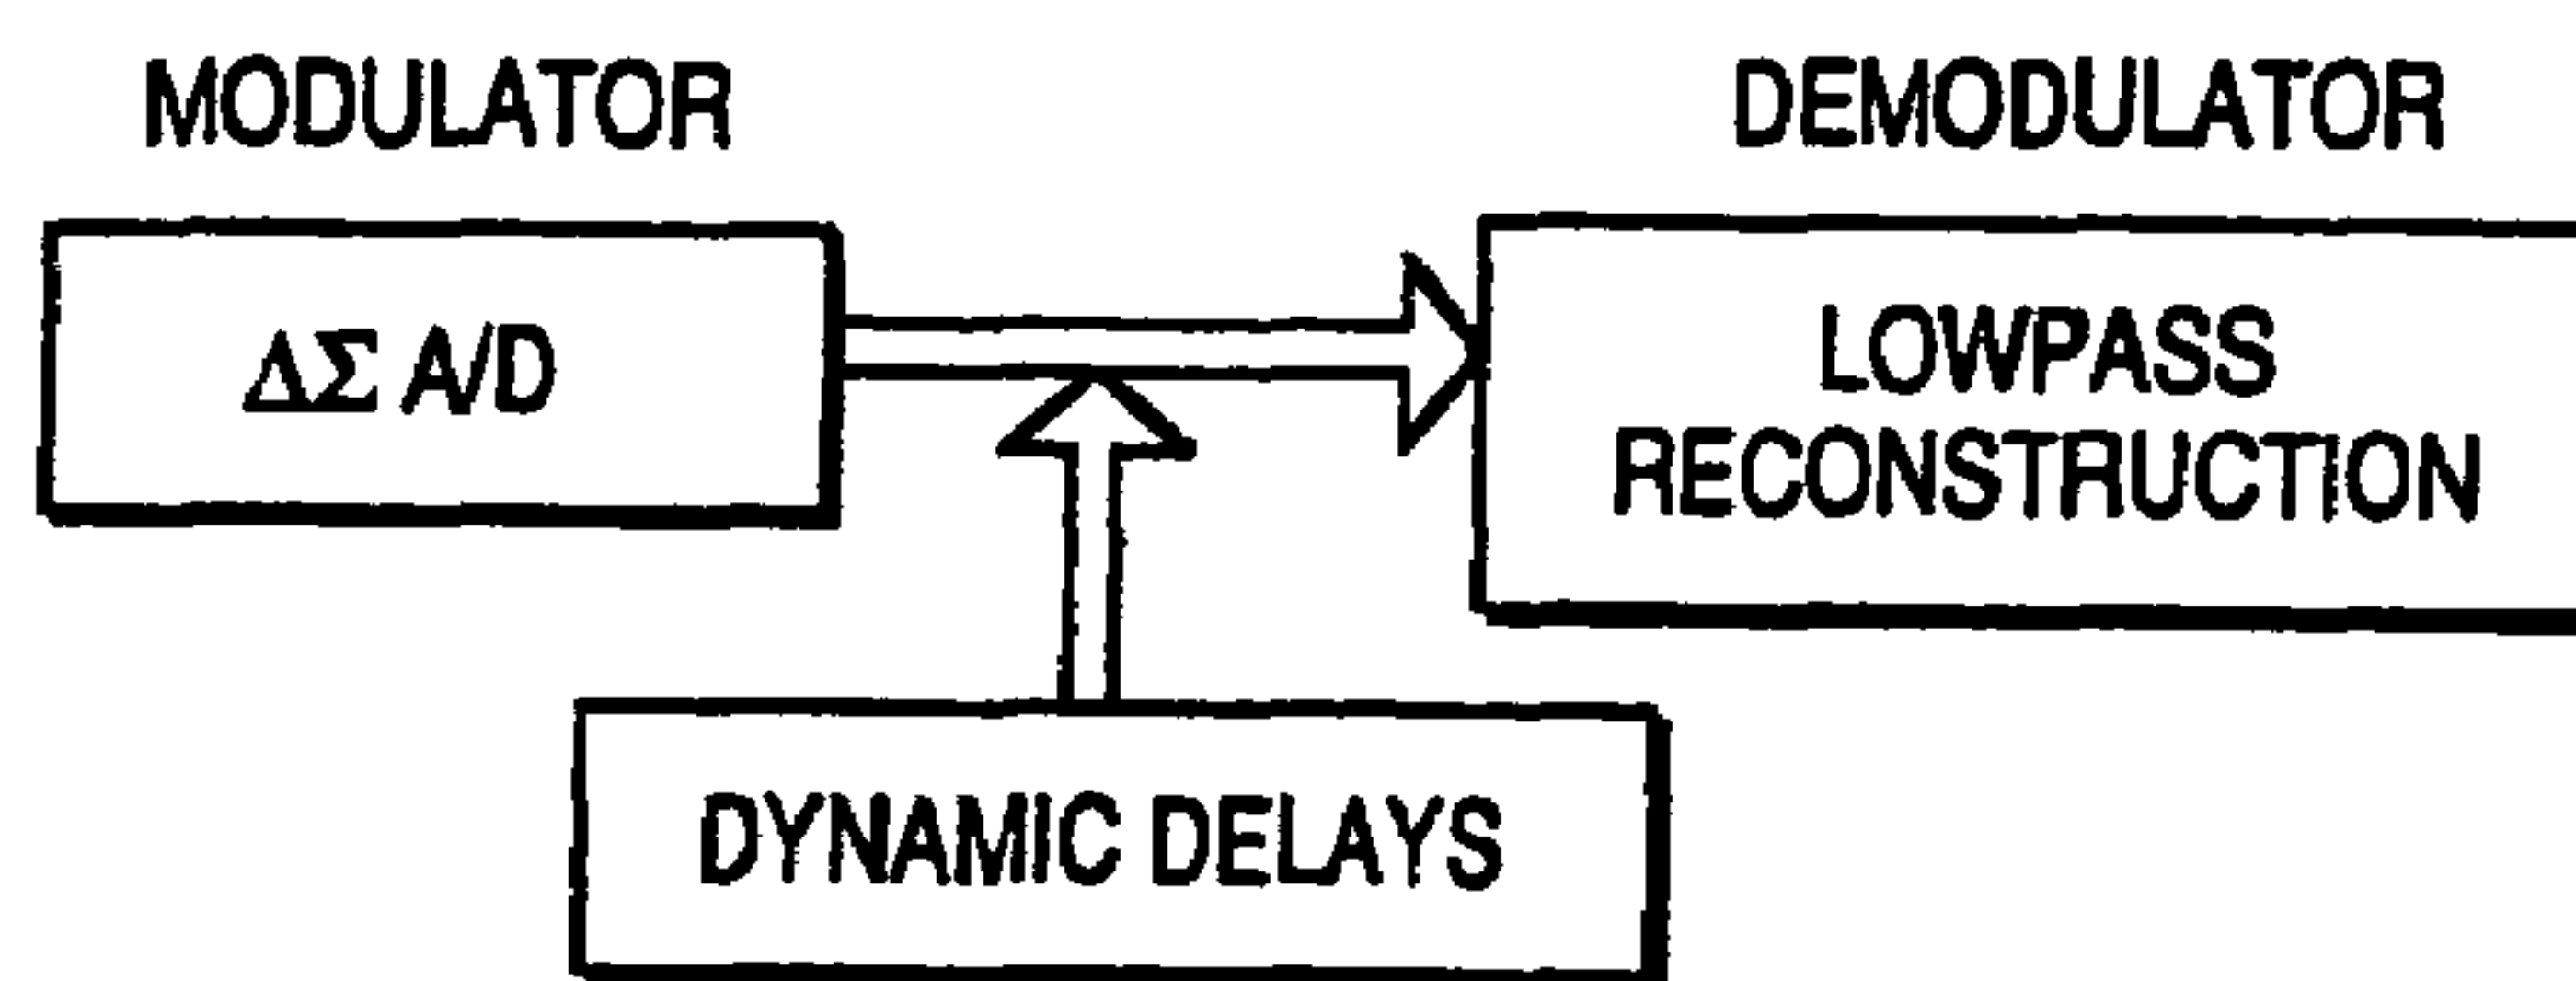 MODULATOR
DEMODULATOR
ΔΣ A/D
LOWPASS
RECONSTRUCTION
DYNAMIC DELAYS